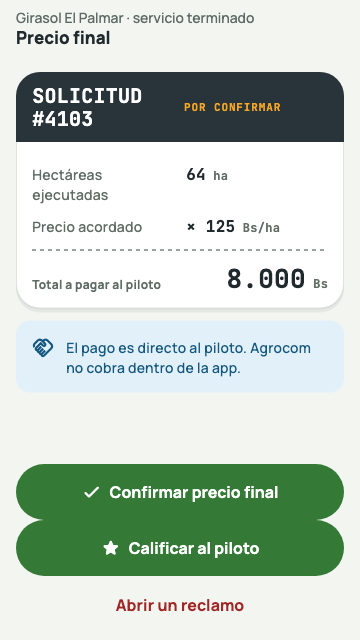 Girasol El Palmar · servicio terminado
Precio final
SOLICITUD
#4103
POR CONFIRMAR
Hectáreas
ejecutadas
64 ha
Precio acordado
× 125 Bs/ha
Total a pagar al piloto
8.000 Bs
El pago es directo al piloto. Agrocom
no cobra dentro de la app.
Confirmar precio final
Calificar al piloto
Abrir un reclamo